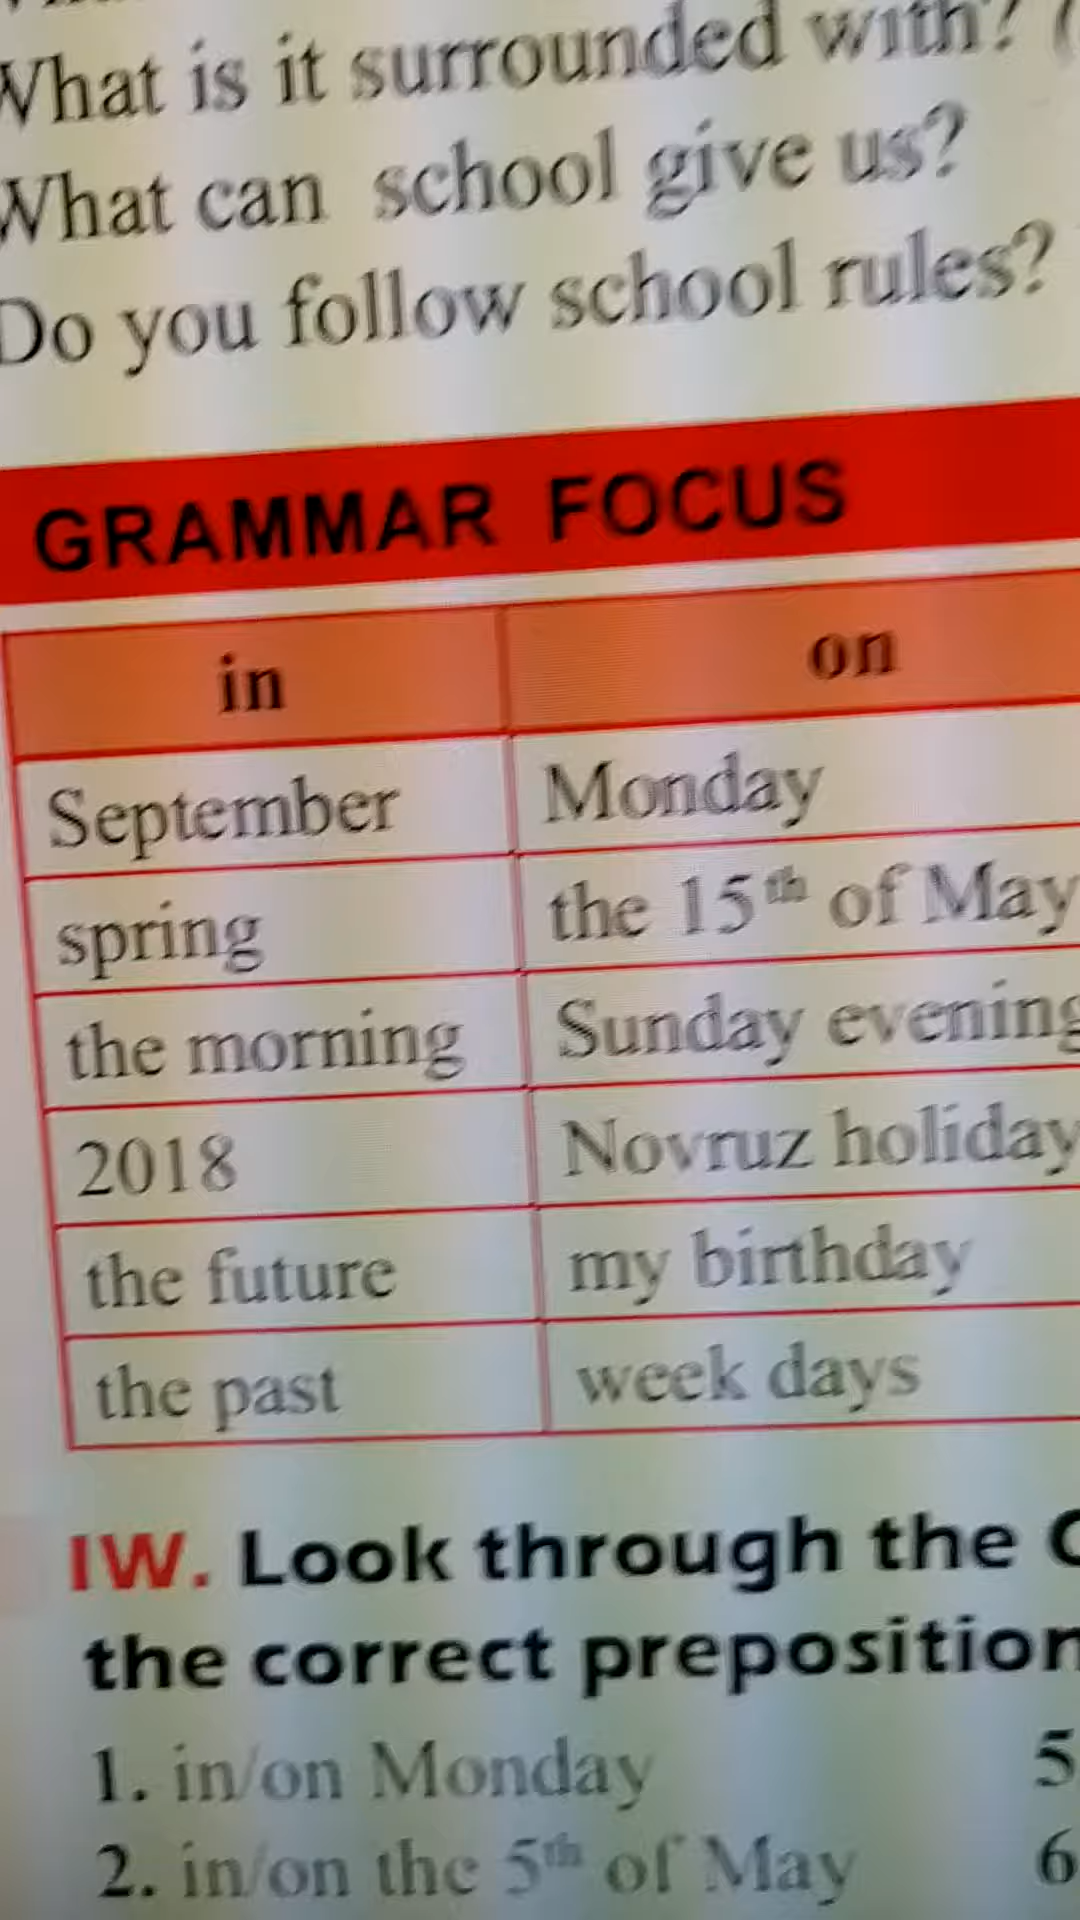 What is it surrounded with? (
What can school give us?
Do you follow school rules?
GRAMMAR FOCUS
in on
September Monday
spring the 15th of May
the morning Sunday evening
2018 Novruz holiday
the future my birthday
the past week days
IW. Look through the
the correct preposition
1. in/on Monday 5
2. in/on the 5th of May 6